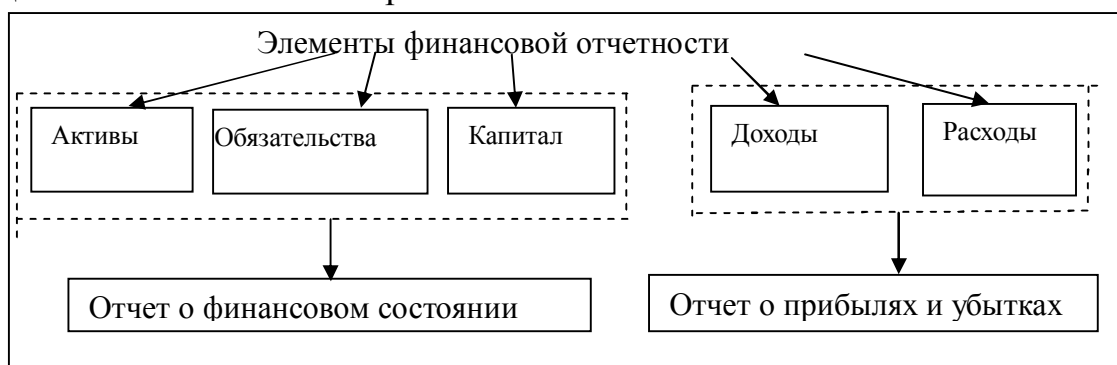 Элементы финансовой отчетности
Активы
Обязательства
Капитал
Доходы
Расходы
Отчет о финансовом состоянии
Отчет о прибылях и убытках